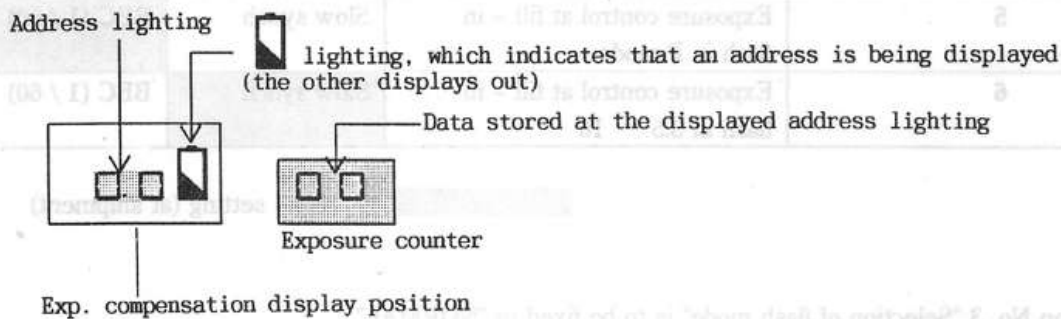 Address lighting
lighting, which indicates that an address is being displayed
(the other displays out)
Data stored at the displayed address lighting
Exposure counter
Exp. compensation display position